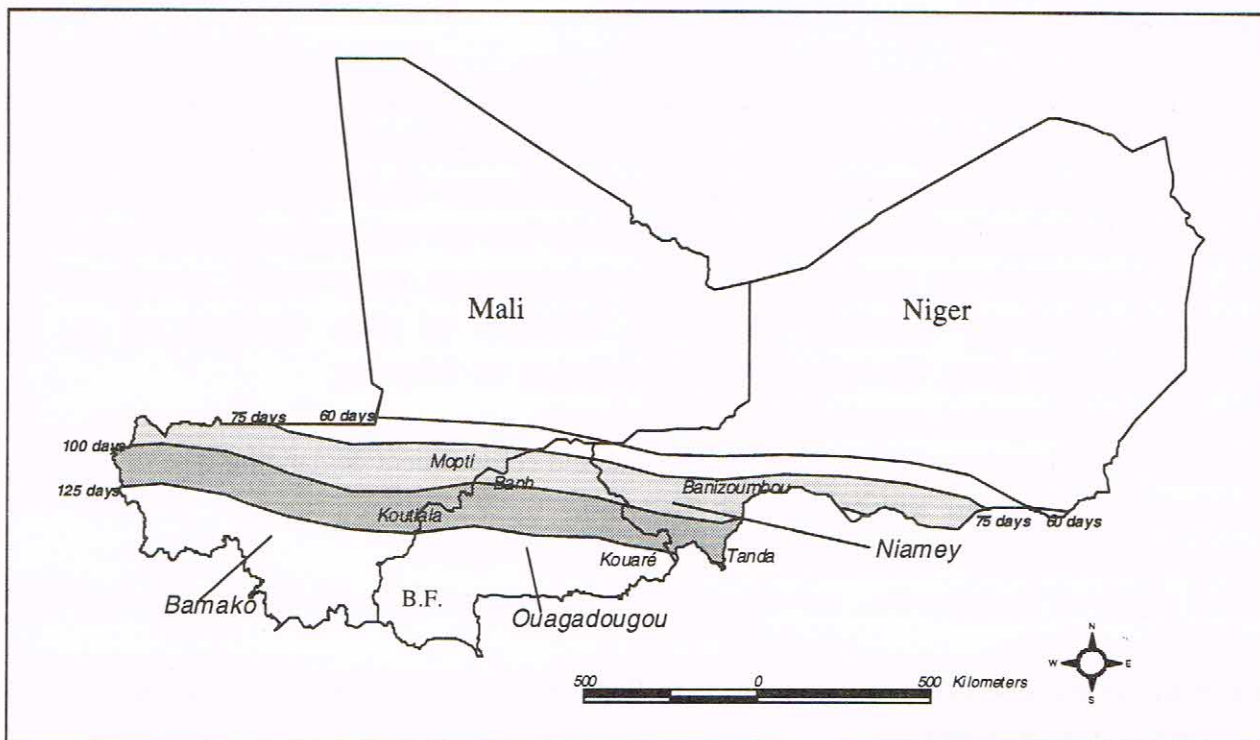 Mali
Niger
75 days
60 days
100 days
125 days
Mopti
Banh
Banizoumbou
Koutiala
75 days
60 days
Niamey
Kouaré
Tanda
Bamako
B.F.
Ouagadougou
N
W E
S
500 0 500 Kilometers